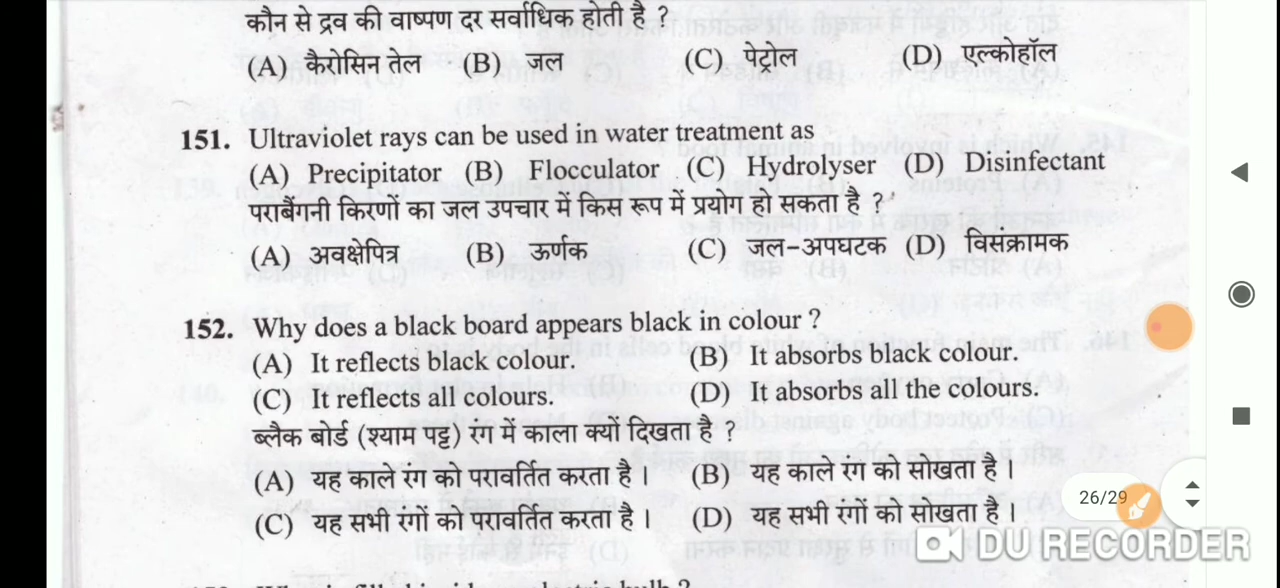 कौन से द्रव की वाष्पण दर सर्वाधिक होती है ?
(A) कैरोसिन तेल (B) जल (C) पेट्रोल (D) एल्कोहॉल
151. Ultraviolet rays can be used in water treatment as
(A) Precipitator (B) Flocculator (C) Hydrolyser (D) Disinfectant
पराबैंगनी किरणों का जल उपचार में किस रूप मे प्रयोग हो सकता है ?
(A) अवक्षेपित्र (B) ऊर्णक (C) जल-अपघटक (D) विसंक्रामक
152. Why does a black board appears black in colour ?
(A) It reflects black colour. (B) It absorbs black colour.
(C) It reflects all colours. (D) It absorbs all the colours.
ब्लैक बोर्ड (श्याम पट्ट) रंग में काला क्यों दिखता है ?
(A) यह काले रंग को परावर्तित करता है। (B) यह काले रंग को सोखता है।
(C) यह सभी रंगों को परावर्तित करता है। (D) यह सभी रंगों को सोखता है।
26/29
DU RECORDER